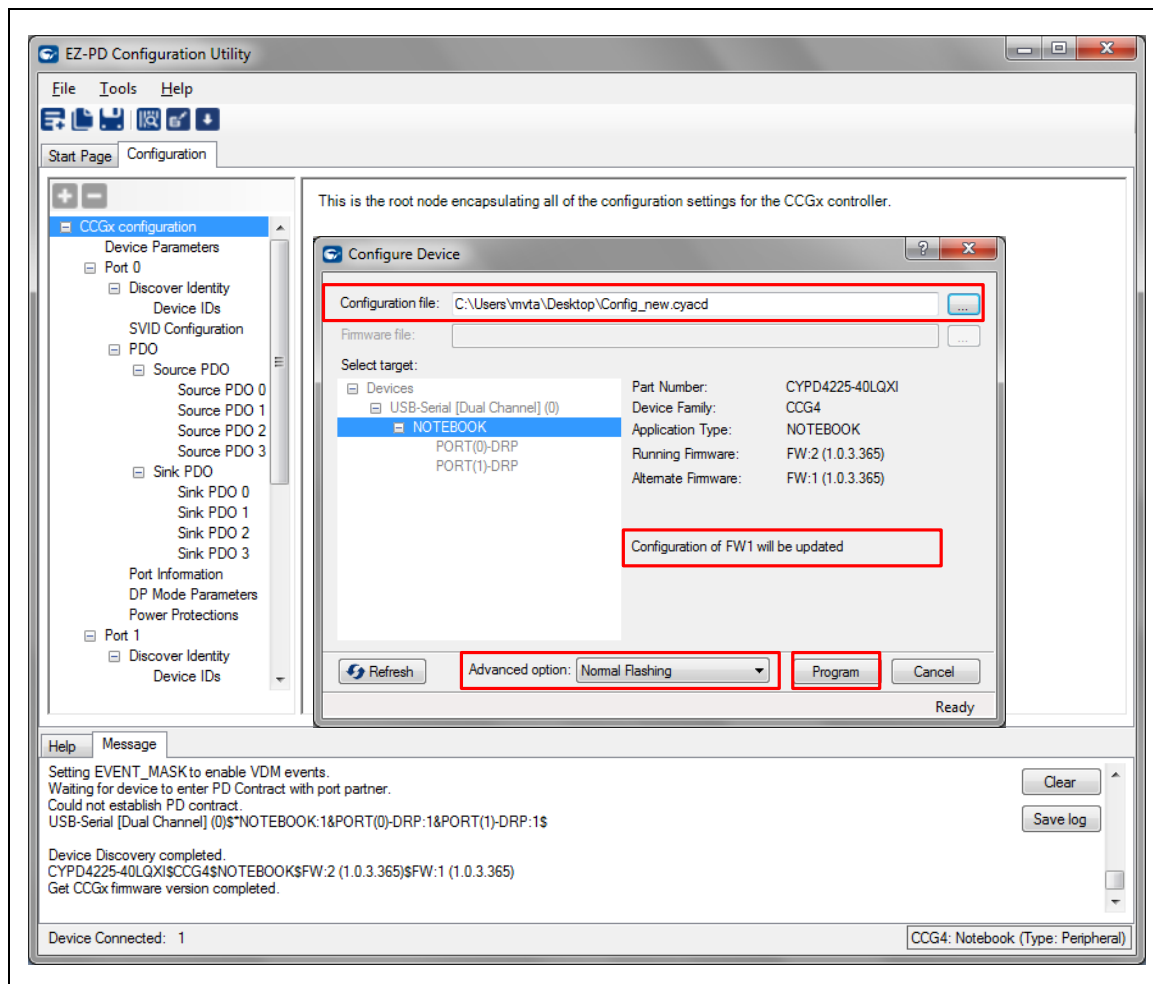 EZ-PD Configuration Utility
File Tools Help
Start Page Configuration
CCGx configuration
Device Parameters
Port 0
Discover Identity
Device IDs
SVID Configuration
PDO
Source PDO
Source PDO 0
Source PDO 1
Source PDO 2
Source PDO 3
Sink PDO
Sink PDO 0
Sink PDO 1
Sink PDO 2
Sink PDO 3
Port Information
DP Mode Parameters
Power Protections
Port 1
Discover Identity
Device IDs
This is the root node encapsulating all of the configuration settings for the CCGx controller.
Configure Device
Configuration file: C:\Users\mvta\Desktop\Config_new.cyacd ...
Firmware file: ...
Select target:
Devices
USB-Serial [Dual Channel] (0)
NOTEBOOK
PORT(0)-DRP
PORT(1)-DRP
Part Number: CYPD4225-40LQXI
Device Family: CCG4
Application Type: NOTEBOOK
Running Firmware: FW:2 (1.0.3.365)
Alternate Firmware: FW:1 (1.0.3.365)
Configuration of FW1 will be updated
Refresh Advanced option: Normal Flashing Program Cancel
Ready
Help Message
Setting EVENT_MASK to enable VDM events.
Waiting for device to enter PD Contract with port partner.
Could not establish PD contract.
USB-Serial [Dual Channel] (0)$*NOTEBOOK:1&PORT(0)-DRP:1&PORT(1)-DRP:1$
Device Discovery completed.
CYPD4225-40LQXI$CCG4$NOTEBOOK$FW:2 (1.0.3.365)$FW:1 (1.0.3.365)
Get CCGx firmware version completed.
Clear
Save log
Device Connected: 1
CCG4: Notebook (Type: Peripheral)